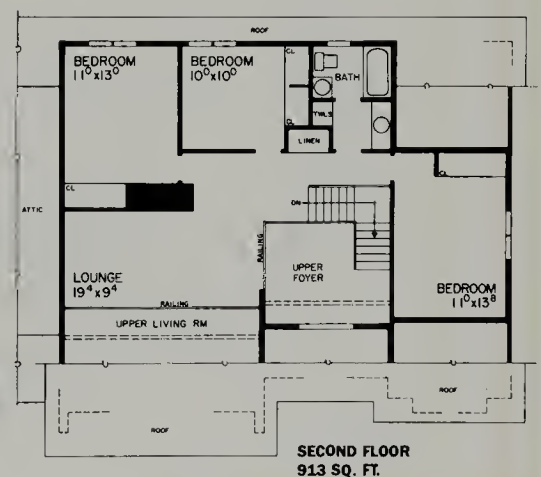 ROOF
BEDROOM
11⁰x13⁰
BEDROOM
10⁰x10⁰
CL
BATH
TWLS
CL
LINEN
CL
CL
ATTIC
DN
RAILING
UPPER
FOYER
LOUNGE
19⁴x9⁴
BEDROOM
11⁰x13⁸
RAILING
UPPER LIVING RM
ROOF
ROOF
SECOND FLOOR
913 SQ. FT.